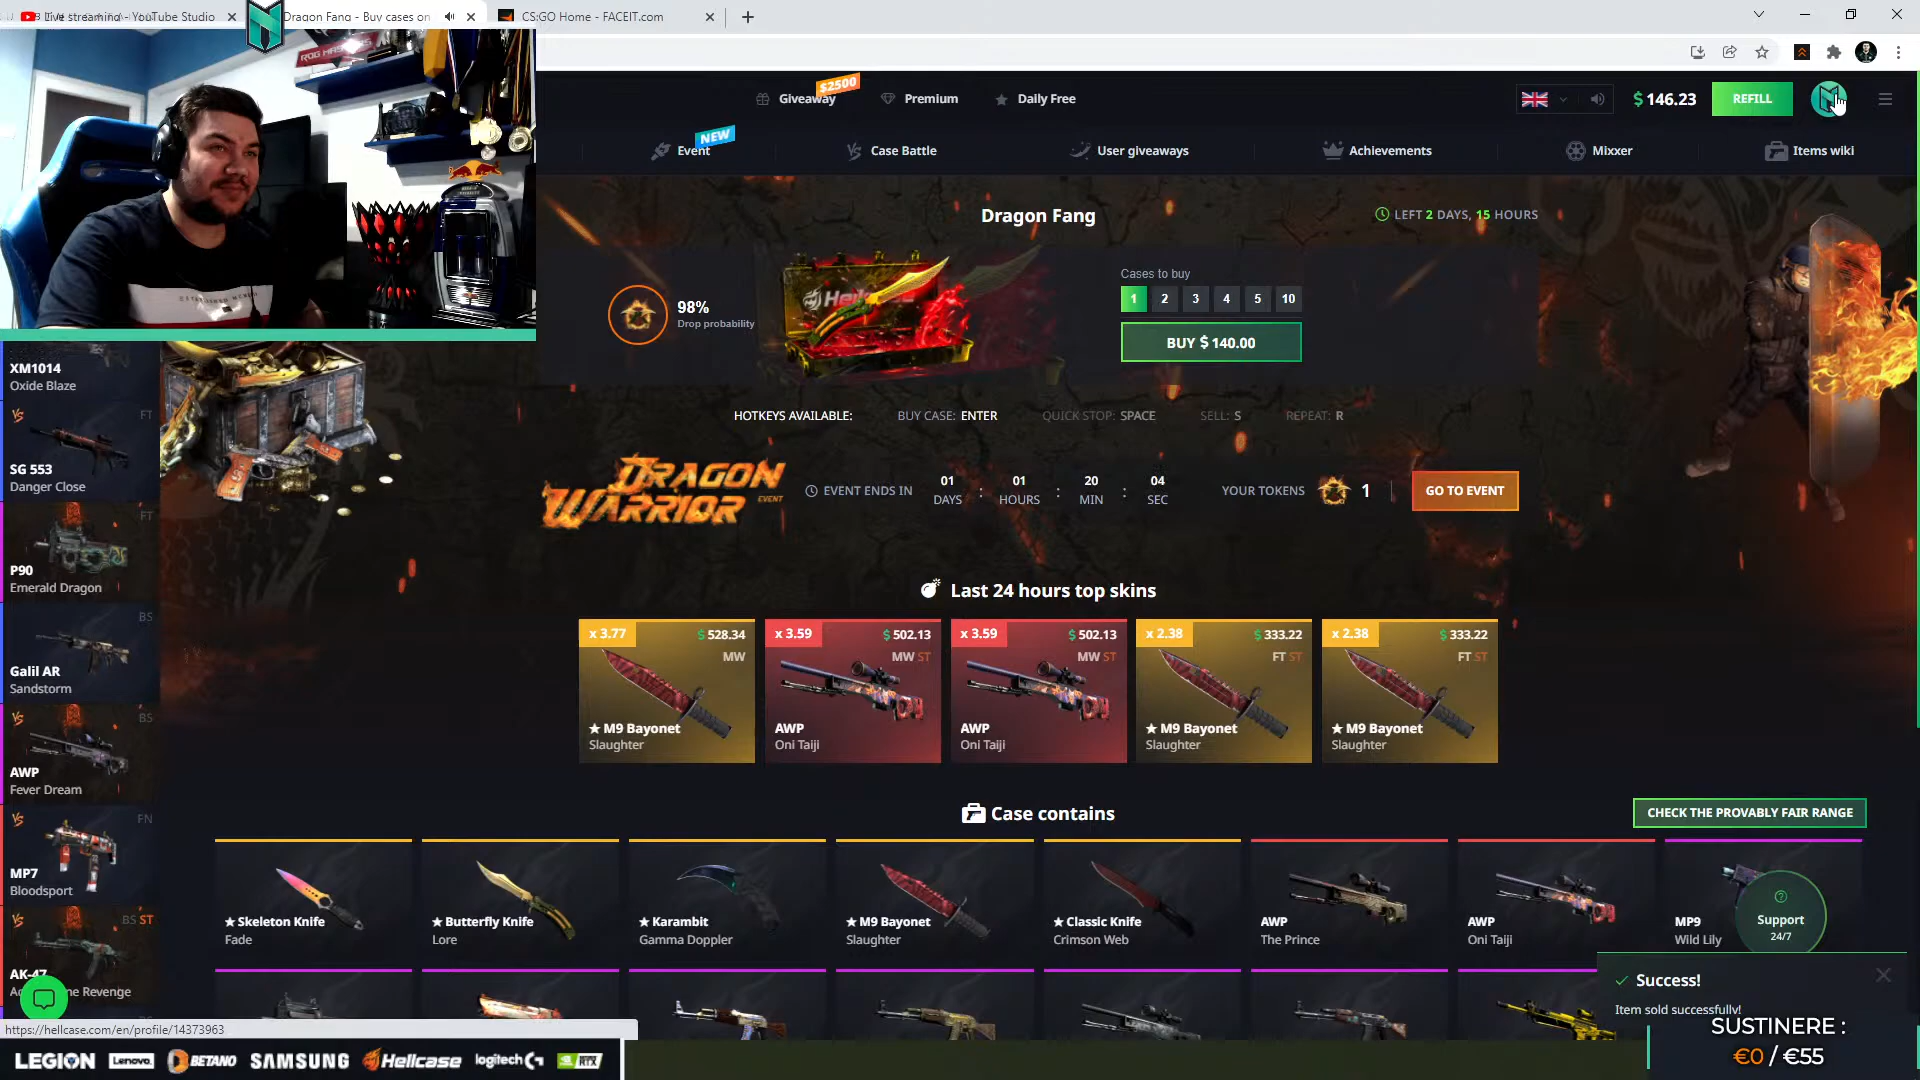 Live streaming - YouTube Studio
Dragon Fang - Buy cases on
CS:GO Home - FACEIT.com
ROG MASTERS
Giveaway
$2500
Premium
Daily Free
$ 146.23
REFILL
Event
NEW
Case Battle
User giveaways
Achievements
Mixxer
Items wiki
Dragon Fang
LEFT 2 DAYS, 15 HOURS
98%
Drop probability
Hellcase
Cases to buy
1 2 3 4 5 10
BUY $ 140.00
HOTKEYS AVAILABLE: BUY CASE: ENTER QUICK STOP: SPACE SELL: S REPEAT: R
DRAGON WARRIOR EVENT
EVENT ENDS IN
01 : 01 : 20 : 04
DAYS HOURS MIN SEC
YOUR TOKENS 1
GO TO EVENT
Last 24 hours top skins
x 3.77 $ 528.34
MW
★ M9 Bayonet
Slaughter
x 3.59 $ 502.13
MW ST
AWP
Oni Taiji
x 3.59 $ 502.13
MW ST
AWP
Oni Taiji
x 2.38 $ 333.22
FT ST
★ M9 Bayonet
Slaughter
x 2.38 $ 333.22
FT ST
★ M9 Bayonet
Slaughter
Case contains
CHECK THE PROVABLY FAIR RANGE
★ Skeleton Knife
Fade
★ Butterfly Knife
Lore
★ Karambit
Gamma Doppler
★ M9 Bayonet
Slaughter
★ Classic Knife
Crimson Web
AWP
The Prince
AWP
Oni Taiji
MP9
Wild Lily
Support
24/7
Success!
Item sold successfully!
SUSTINERE :
€0 / €55
XM1014
Oxide Blaze
VS FT
SG 553
Danger Close
FT
P90
Emerald Dragon
BS
Galil AR
Sandstorm
VS BS
AWP
Fever Dream
VS FN
MP7
Bloodsport
VS BS ST
AK-47
https://hellcase.com/en/profile/14373963
LEGION Lenovo BETANO SAMSUNG Hellcase logitech G RTX